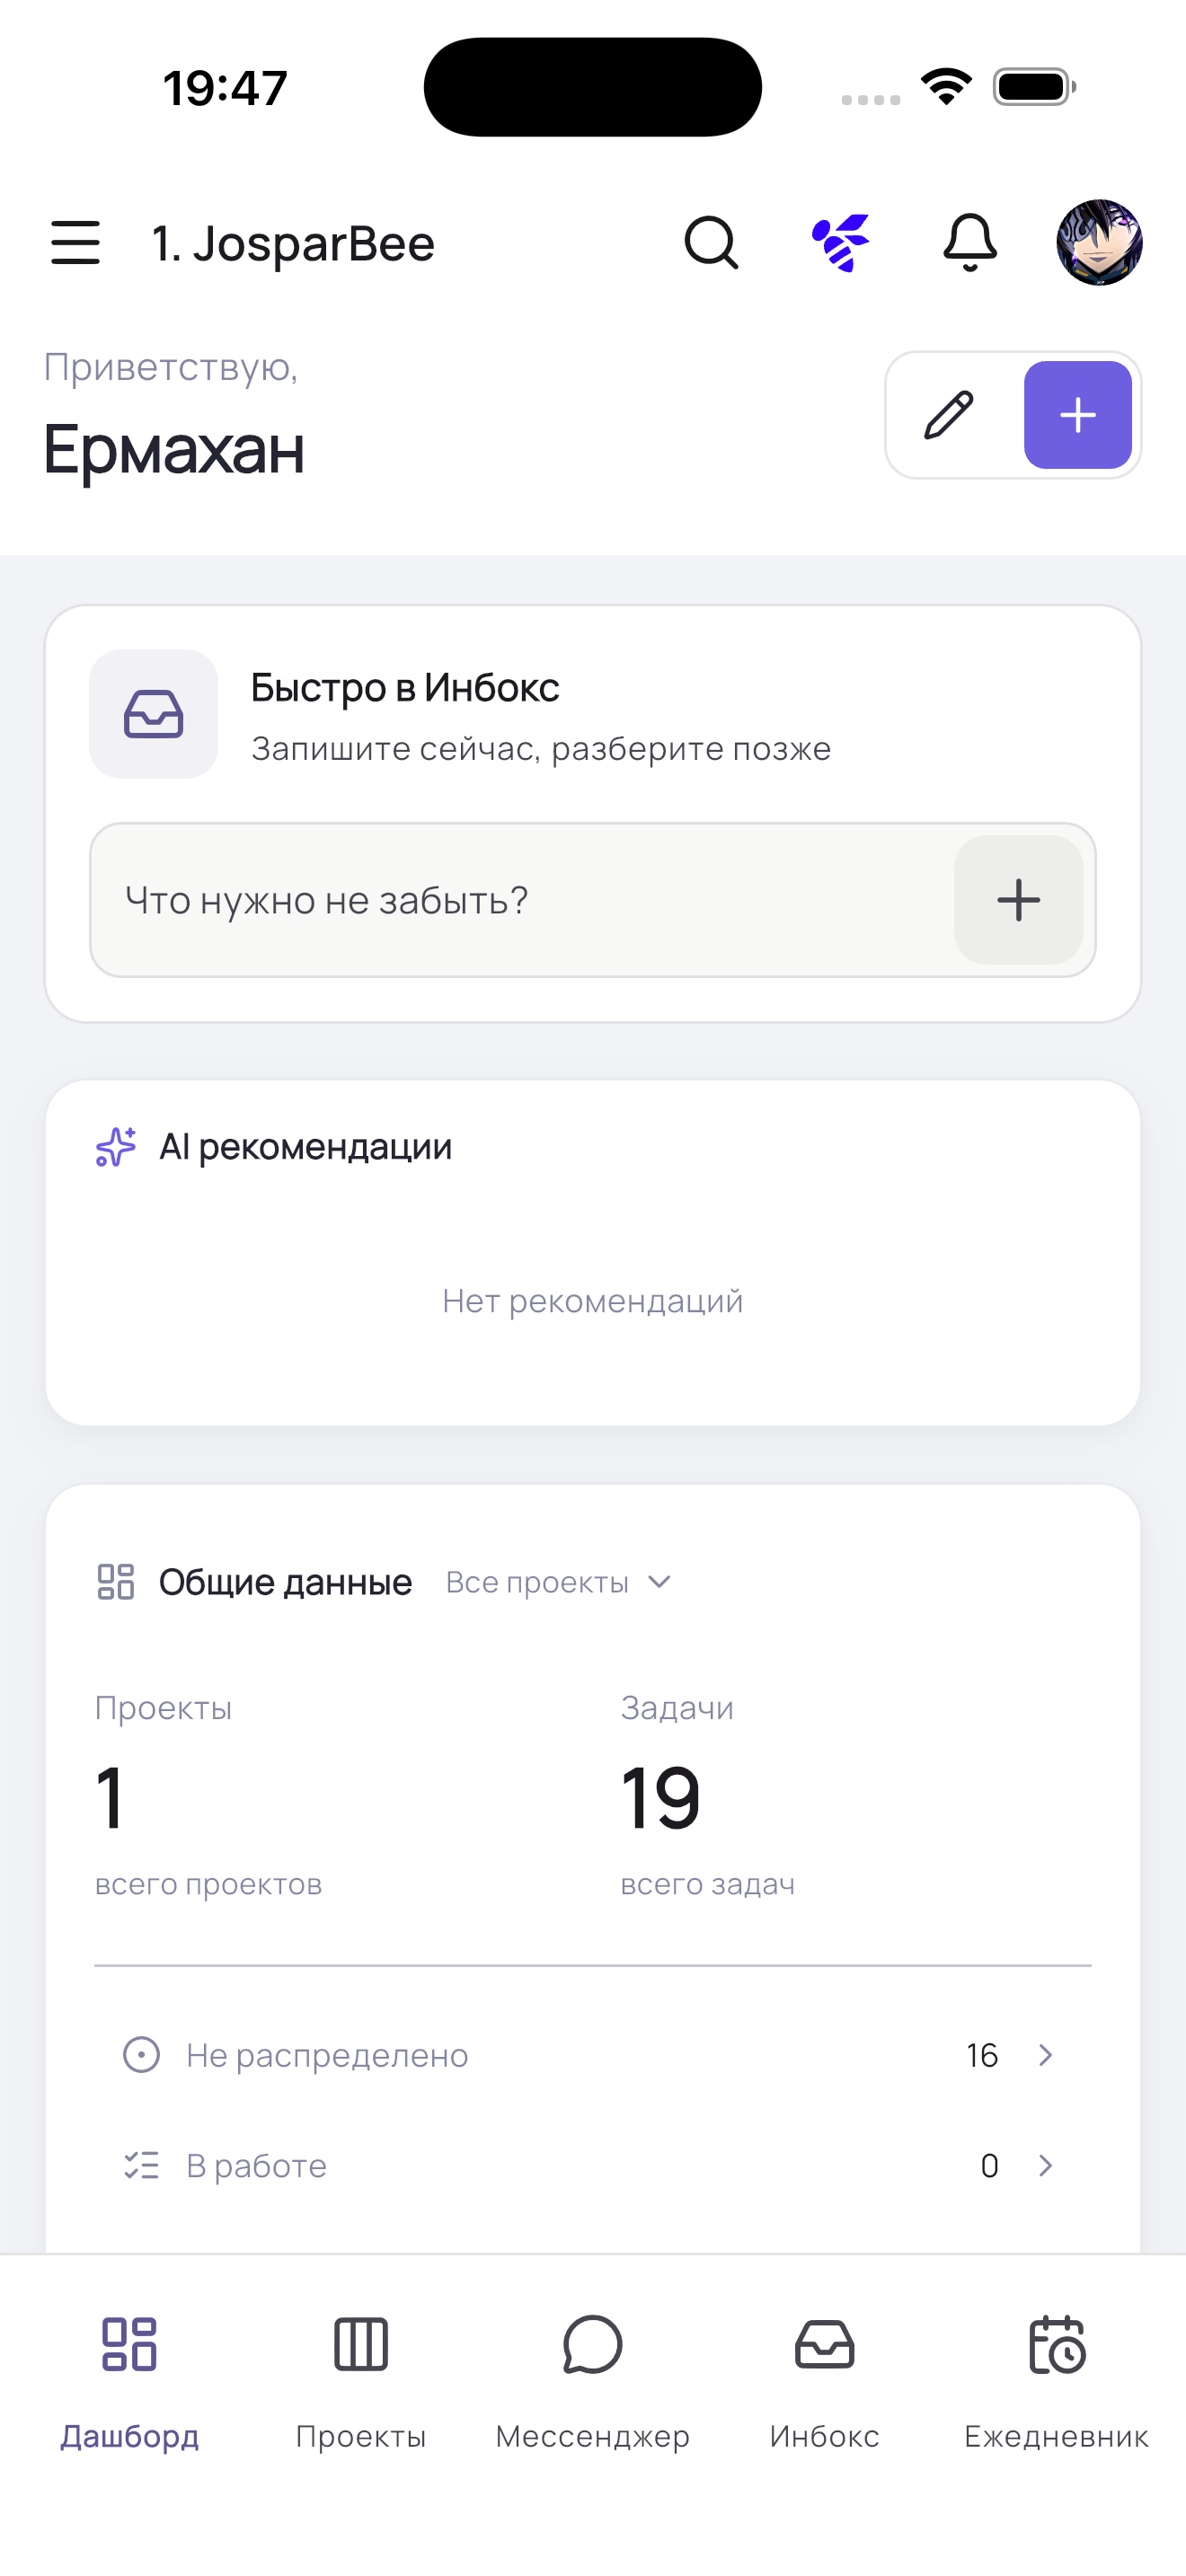 19:47
1. JosparBee
Приветствую,
Ермахан
Быстро в Инбокс
Запишите сейчас, разберите позже
Что нужно не забыть?
AI рекомендации
Нет рекомендаций
Общие данные Все проекты
Проекты Задачи
1 19
всего проектов всего задач
Не распределено 16
В работе 0
Дашборд Проекты Мессенджер Инбокс Ежедневник